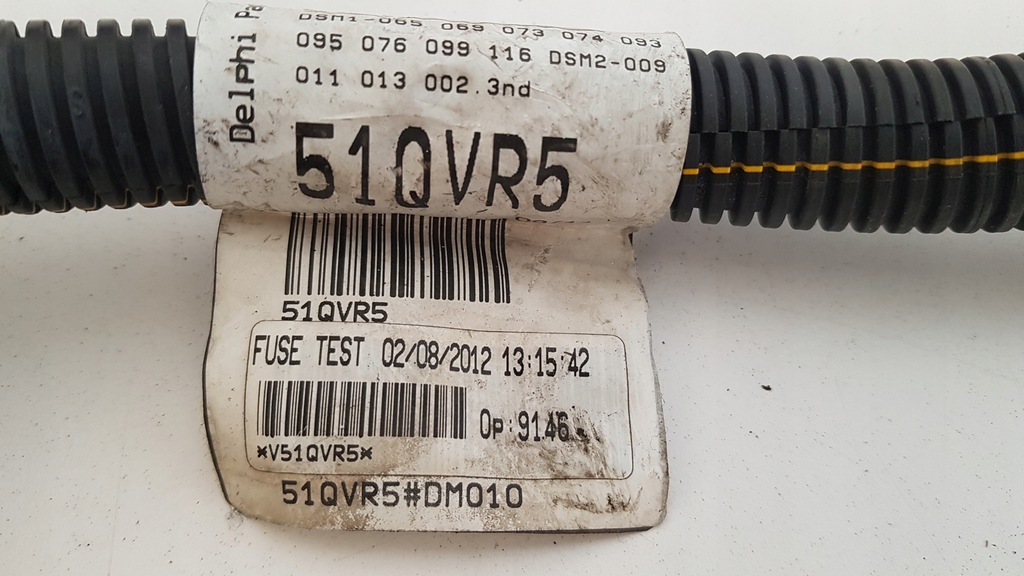 Delphi
DSM1-065 069 073 074 093
095 076 099 116 DSM2-009
011 013 002 3nd
51QVR5
51QVR5
FUSE TEST 02/08/2012 13:15:42
Op: 9146
*V51QVR5*
51QVR5#DM010